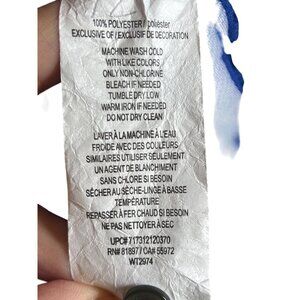 100% POLYESTER / poliéster
EXCLUSIVE OF / EXCLUSIF DE DECORATION
MACHINE WASH COLD
WITH LIKE COLORS
ONLY NON-CHLORINE
BLEACH IF NEEDED
TUMBLE DRY LOW
WARM IRON IF NEEDED
DO NOT DRY CLEAN
LAVER À LA MACHINE À L'EAU
FROIDE AVEC DES COULEURS
SIMILAIRES UTILISER SEULEMENT
UN AGENT DE BLANCHIMENT
SANS CHLORE SI BESOIN
SÉCHER AU SÈCHE-LINGE À BASSE
TEMPÉRATURE
REPASSER À FER CHAUD SI BESOIN
NE PAS NETTOYER À SEC
UPC# 717312120370
RN# 81897 / CA# 55972
WT2974